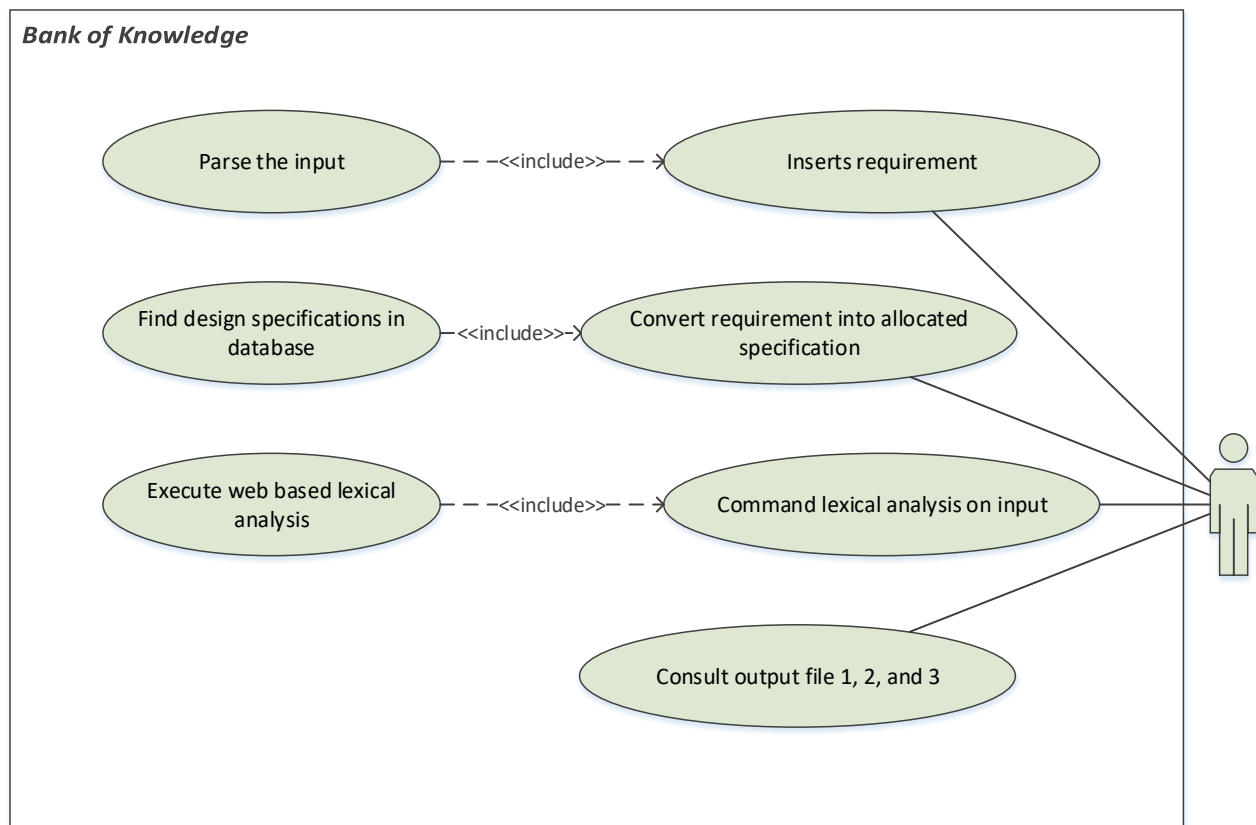 Bank of Knowledge
Parse the input
<<include>>
Inserts requirement
Find design specifications in
database
<<include>>
Convert requirement into allocated
specification
Execute web based lexical
analysis
<<include>>
Command lexical analysis on input
Consult output file 1, 2, and 3